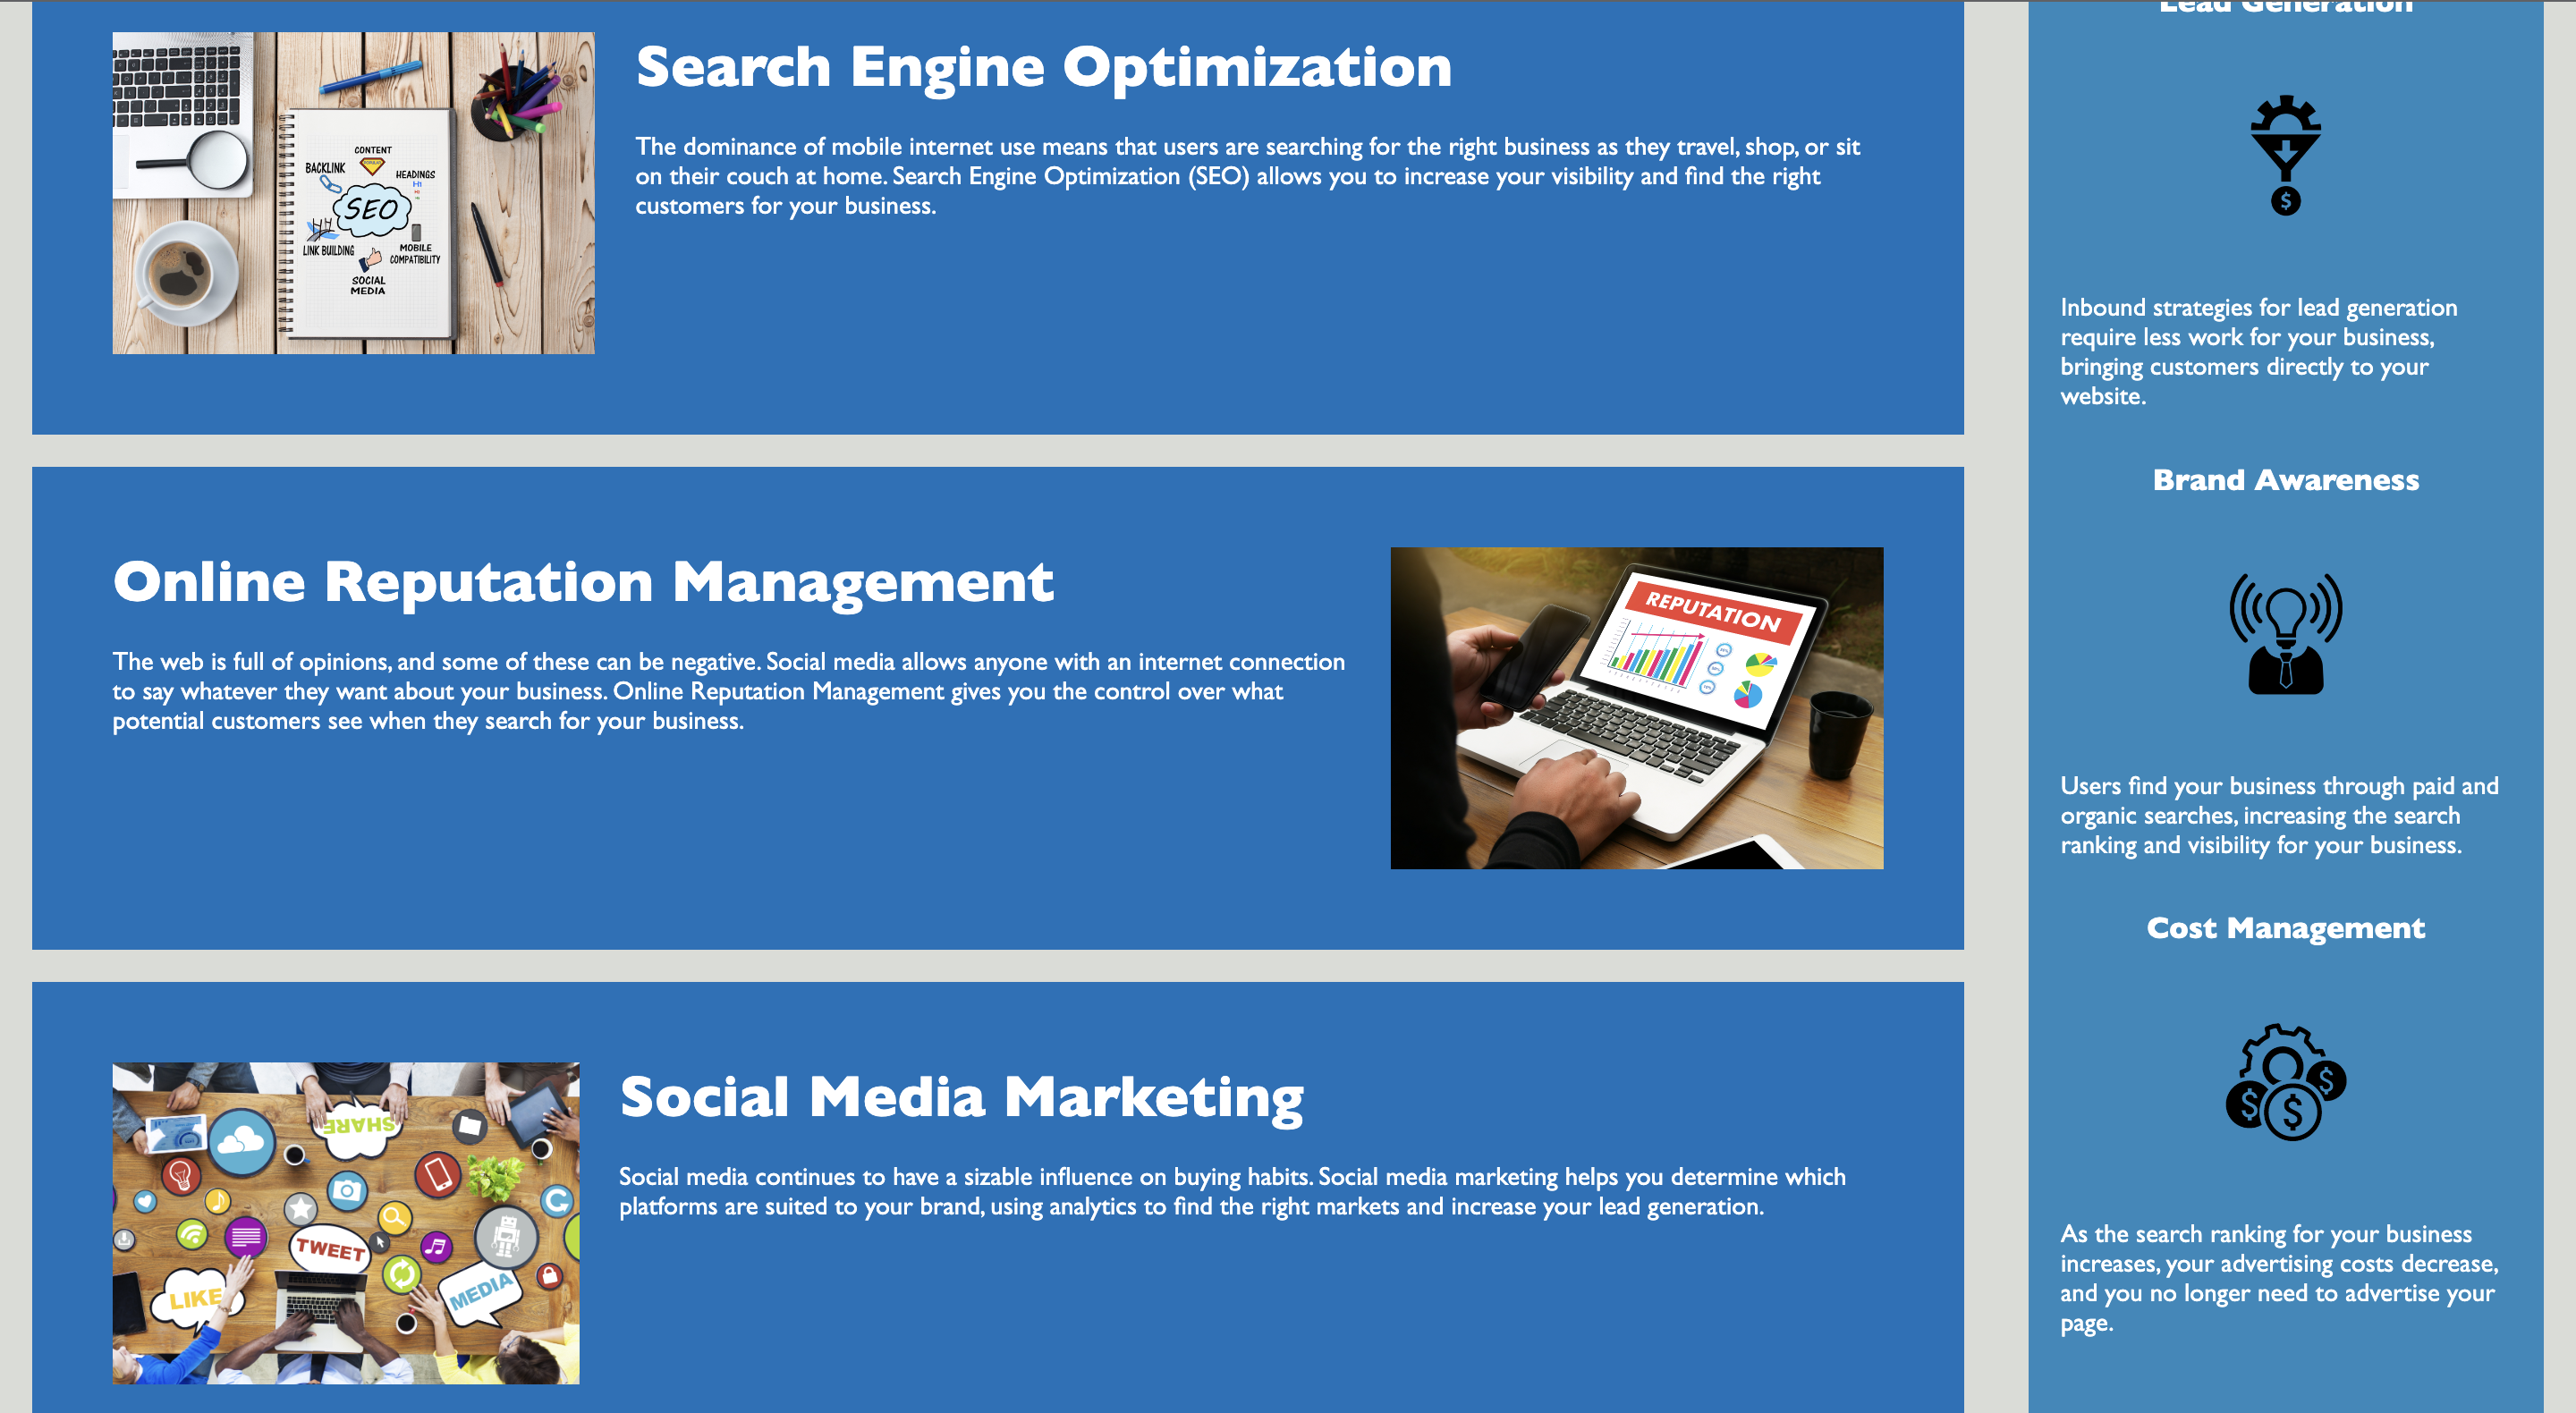 Search Engine Optimization
The dominance of mobile internet use means that users are searching for the right business as they travel, shop, or sit
on their couch at home. Search Engine Optimization (SEO) allows you to increase your visibility and find the right
customers for your business.
CONTENT
BACKLINK
HEADINGS
H1
SEO
LINK BUILDING
MOBILE
COMPATIBILITY
SOCIAL
MEDIA
Online Reputation Management
The web is full of opinions, and some of these can be negative. Social media allows anyone with an internet connection
to say whatever they want about your business. Online Reputation Management gives you the control over what
potential customers see when they search for your business.
REPUTATION
Social Media Marketing
Social media continues to have a sizable influence on buying habits. Social media marketing helps you determine which
platforms are suited to your brand, using analytics to find the right markets and increase your lead generation.
SHARE
TWEET
LIKE
MEDIA
Lead Generation
$
Inbound strategies for lead generation
require less work for your business,
bringing customers directly to your
website.
Brand Awareness
Users find your business through paid and
organic searches, increasing the search
ranking and visibility for your business.
Cost Management
$
$
$
As the search ranking for your business
increases, your advertising costs decrease,
and you no longer need to advertise your
page.